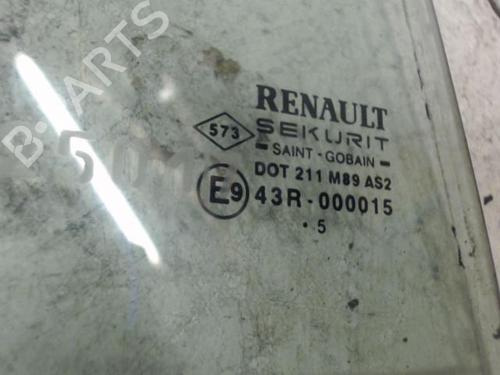 RENAULT
573 SEKURIT
SAINT - GOBAIN
DOT 211 M89 AS2
E9 43R - 000015
. 5
B-PARTS